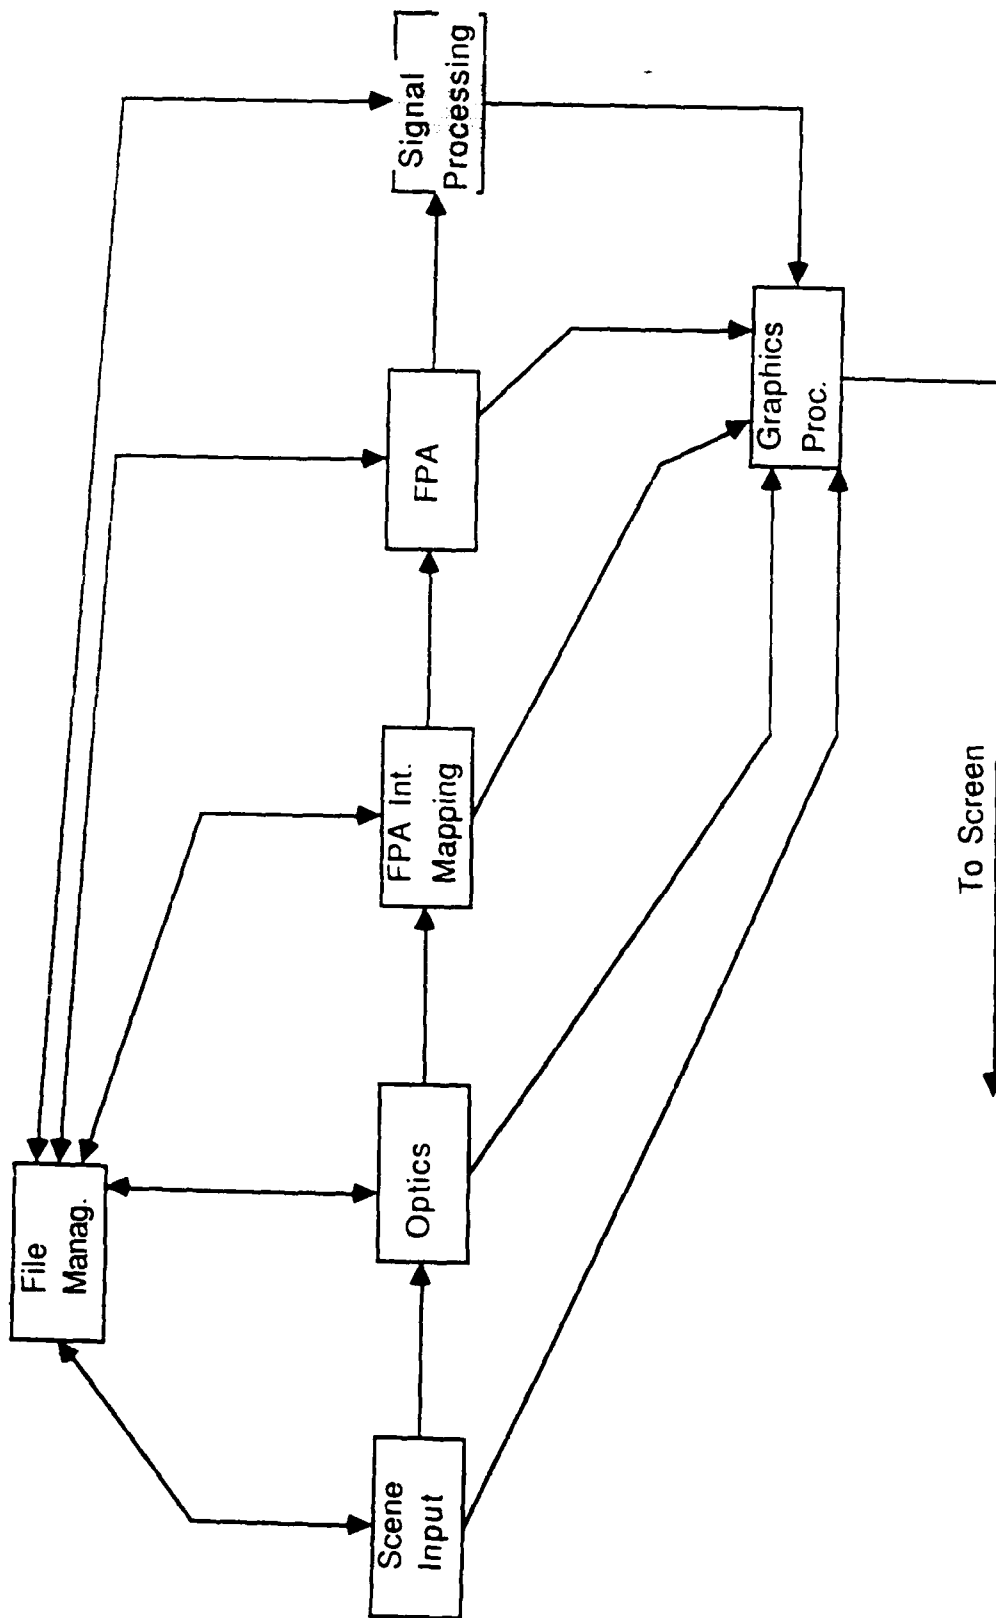 File
Manag.
Scene
Input
Optics
FPA Int.
Mapping
FPA
Signal
Processing
Graphics
Proc.
To Screen